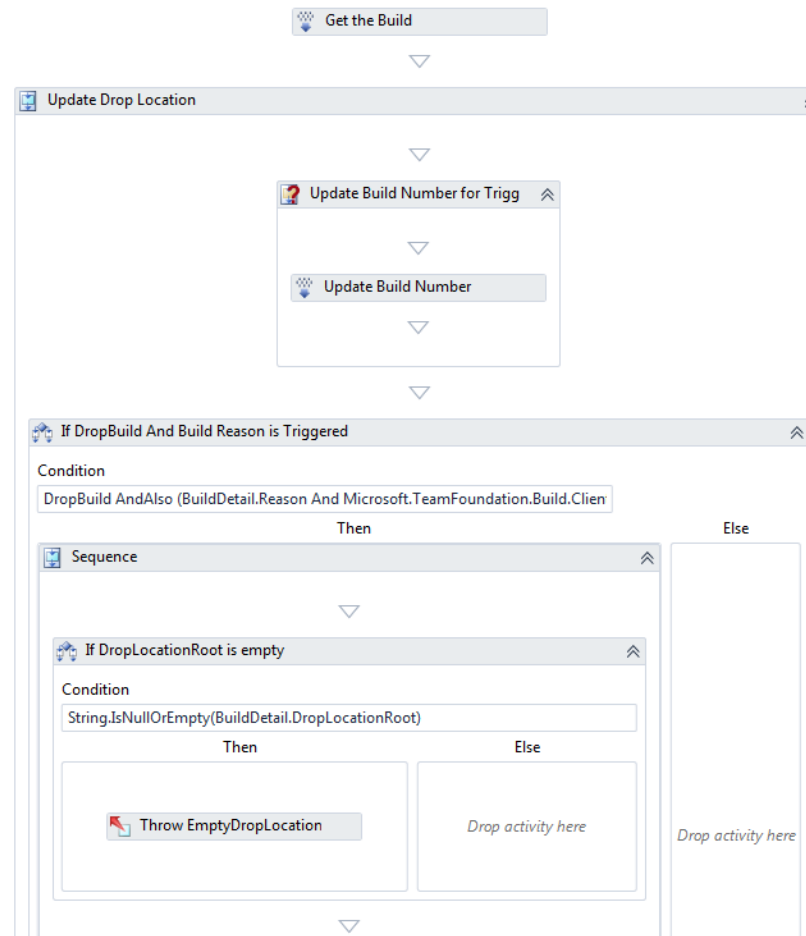 Get the Build
Update Drop Location
Update Build Number for Trigg
Update Build Number
If DropBuild And Build Reason is Triggered
Condition
DropBuild AndAlso (BuildDetail.Reason And Microsoft.TeamFoundation.Build.Clien
Then Else
Sequence
If DropLocationRoot is empty
Condition
String.IsNullOrEmpty(BuildDetail.DropLocationRoot)
Then Else
Throw EmptyDropLocation
Drop activity here
Drop activity here